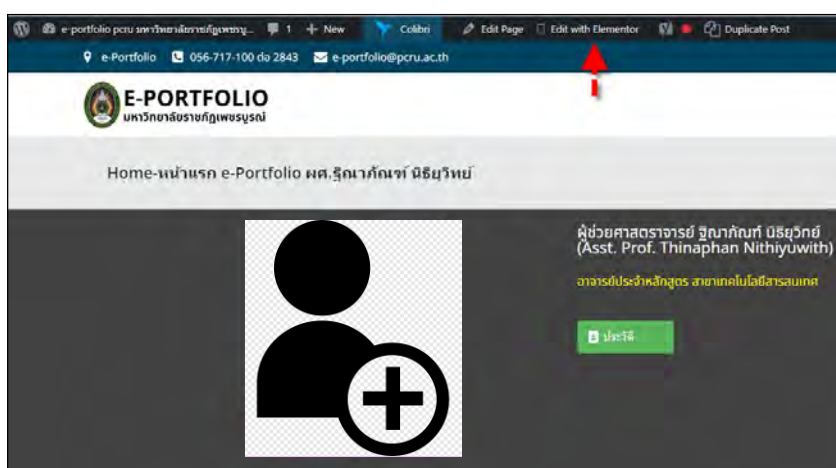 e-portfolio pcru มหาวิทยาลัยราชภัฏเพชรบู... 1 New Colibri Edit Page Edit with Elementor Duplicate Post
e-Portfolio 056-717-100 ต่อ 2843 e-portfolio@pcru.ac.th
E-PORTFOLIO
มหาวิทยาลัยราชภัฏเพชรบูรณ์
Home-หน้าแรก e-Portfolio ผศ.ฐิณาภัณฑ์ นิธิยุวิทย์
ผู้ช่วยศาสตราจารย์ ฐิณาภัณฑ์ นิธิยุวิทย์
(Asst. Prof. Thinaphan Nithiyuwith)
อาจารย์ประจำหลักสูตร สาขาเทคโนโลยีสารสนเทศ
ประวัติ